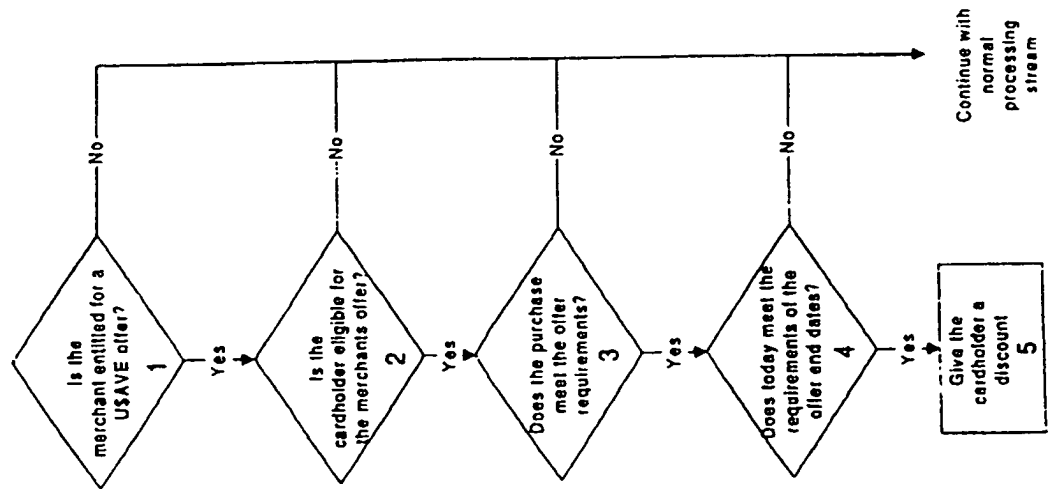 Is the
merchant entitled for a
USAVE offer?
1
No
Yes
Is the
cardholder eligible for
the merchants offer?
2
No
Yes
Does the purchase
meet the offer
requirements?
3
No
Yes
Does today meet the
requirements of the
offer end dates?
4
No
Yes
Give the
cardholder a
discount
5
Continue with
normal
processing
stream